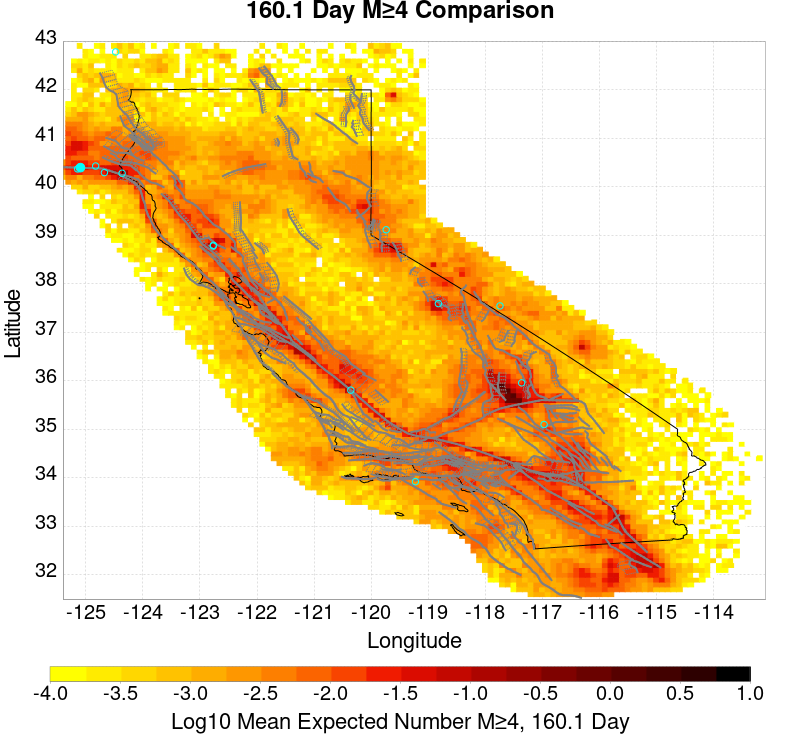 160.1 Day M≥4 Comparison
43
42
41
40
39
38
37
36
35
34
33
32
Latitude
-125 -124 -123 -122 -121 -120 -119 -118 -117 -116 -115 -114
Longitude
-4.0 -3.5 -3.0 -2.5 -2.0 -1.5 -1.0 -0.5 0.0 0.5 1.0
Log10 Mean Expected Number M≥4, 160.1 Day